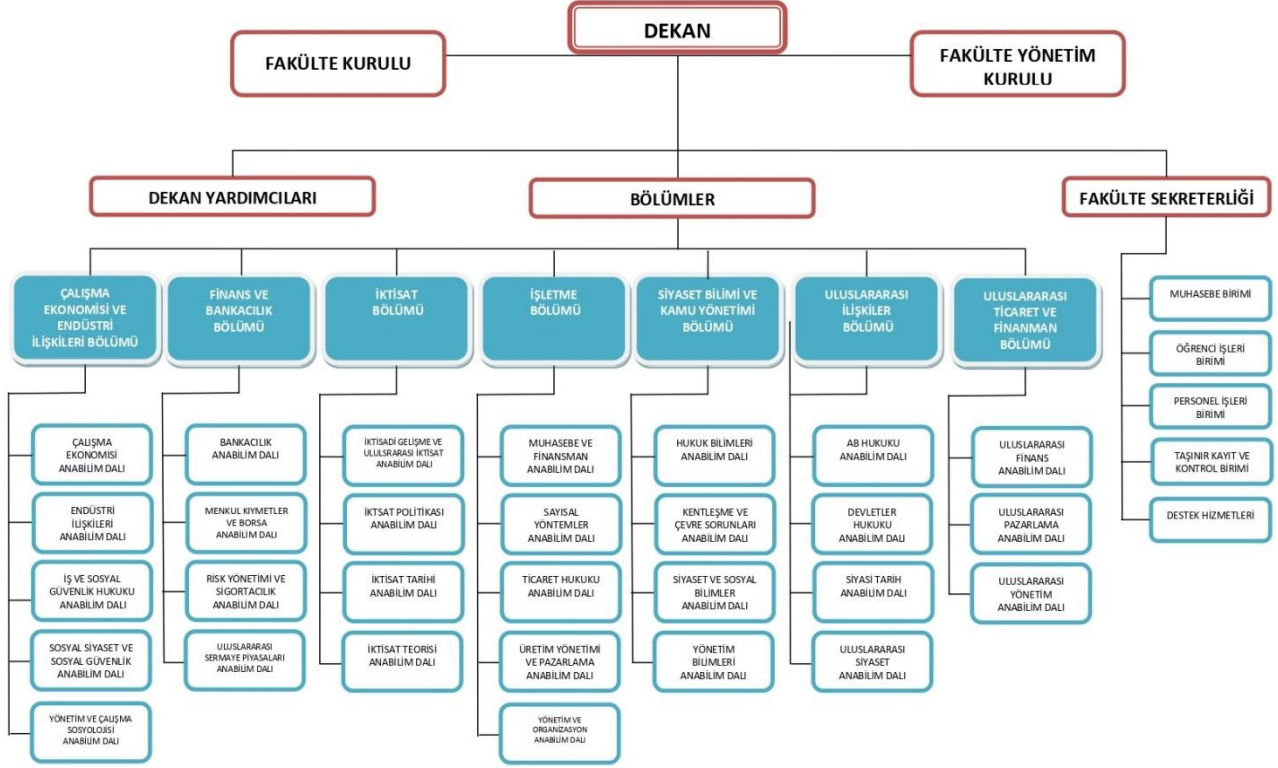 DEKAN
FAKÜLTE KURULU
FAKÜLTE YÖNETİM
KURULU
DEKAN YARDIMCILARI
BÖLÜMLER
FAKÜLTE SEKRETERLİĞİ
ÇALIŞMA
EKONOMİSİ VE
ENDÜSTRİ
İLİŞKİLERİ BÖLÜMÜ
FİNANS VE
BANKACILIK
BÖLÜMÜ
İKTİSAT
BÖLÜMÜ
İŞLETME
BÖLÜMÜ
SİYASET BİLİMİ VE
KAMU YÖNETİMİ
BÖLÜMÜ
ULUSLARARASI
İLİŞKİLER
BÖLÜMÜ
ULUSLARARASI
TİCARET VE
FİNANMAN
BÖLÜMÜ
ÇALIŞMA
EKONOMİSİ
ANABİLİM DALI
ENDÜSTRİ
İLİŞKİLERİ
ANABİLİM DALI
İŞ VE SOSYAL
GÜVENLİK HUKUKU
ANABİLİM DALI
SOSYAL SİYASET VE
SOSYAL GÜVENLİK
ANABİLİM DALI
YÖNETİM VE ÇALIŞMA
SOSYOLOJİSİ
ANABİLİM DALI
BANKACILIK
ANABİLİM DALI
MENKUL KIYMETLER
VE BORSA
ANABİLİM DALI
RİSK YÖNETİMİ VE
SİGORTACILIK
ANABİLİM DALI
ULUSLARARASI
SERMAYE PİYASALARI
ANABİLİM DALI
İKTİSADİ GELİŞME VE
ULULSRARASI İKTİSAT
ANABİLİM DALI
İKTSAT POLİTİKASI
ANABİLİM DALI
İKTİSAT TARİHİ
ANABİLİM DALI
İKTİSAT TEORİSİ
ANABİLİM DALI
MUHASEBE VE
FİNANSMAN
ANABİLİM DALI
SAYISAL
YÖNTEMLER
ANABİLİM DALI
TİCARET HUKUKU
ANABİLİM DALI
ÜRETİM YÖNETİMİ
VE PAZARLAMA
ANABİLİM DALI
YÖNETİM VE
ORGANİZASYON
ANABİLİM DALI
HUKUK BİLİMLERİ
ANABİLİM DALI
KENTLEŞME VE
ÇEVRE SORUNLARI
ANABİLİM DALI
SİYASET VE SOSYAL
BİLİMLER
ANABİLİM DALI
YÖNETİM
BİLİMLERİ
ANABİLİM DALI
AB HUKUKU
ANABİLİM DALI
DEVLETLER
HUKUKU
ANABİLİM DALI
SİYASİ TARİH
ANABİLİM DALI
ULUSLARARASI
SİYASET
ANABİLİM DALI
ULUSLARARASI
FİNANS
ANABİLİM DALI
ULUSLARARASI
PAZARLAMA
ANABİLİM DALI
ULUSLARARASI
YÖNETİM
ANABİLİM DALI
MUHASEBE BİRİMİ
ÖĞRENCİ İŞLERİ
BİRİMİ
PERSONEL İŞLERİ
BİRİMİ
TAŞINIR KAYIT VE
KONTROL BİRİMİ
DESTEK HİZMETLERİ